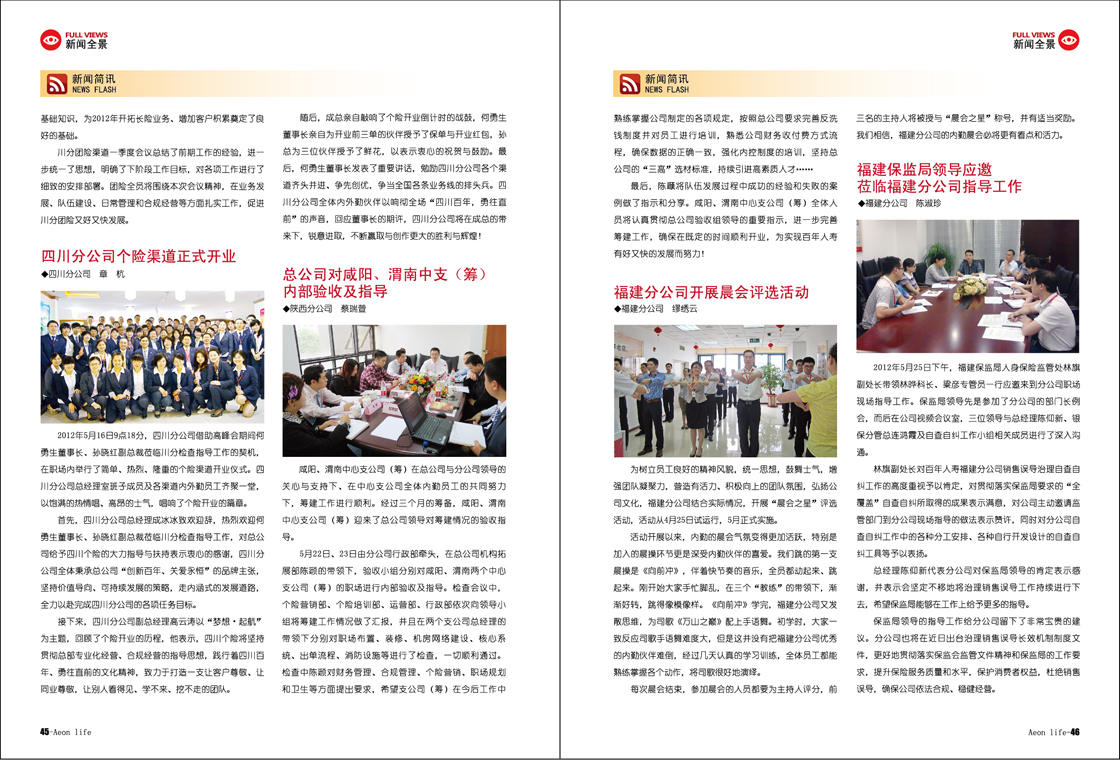 FULL VIEWS
新闻全景
新闻简讯
NEWS FLASH
基础知识，为2012年开拓长险业务、增加客户积累奠定了良
好的基础。
川分团险渠道一季度会议总结了前期工作的经验，进一
步统一了思想，明确了下阶段工作目标，对各项工作进行了
细致的安排部署。团险全员将围绕本次会议精神，在业务发
展、队伍建设、日常管理和合规经营等方面扎实工作，促进
川分团险又好又快发展。
四川分公司个险渠道正式开业
◆四川分公司 章 杭
2012年5月16日9点18分，四川分公司借助高峰会期间何
勇生董事长、孙晓红副总裁莅临川分检查指导工作的契机，
在职场内举行了简单、热烈、隆重的个险渠道开业仪式。四
川分公司总经理室班子成员及各渠道内外勤员工齐聚一堂，
以饱满的热情唱、高昂的士气，唱响了个险开业的篇章。
首先，四川分公司总经理成冰冰致欢迎辞，热烈欢迎何
勇生董事长、孙晓红副总裁莅临川分检查指导工作，对总公
司给予四川个险的大力指导与扶持表示衷心的感谢，四川分
公司全体秉承总公司“创新百年、关爱永恒”的品牌主张，
坚持价值导向、可持续发展的策略，走内涵式的发展道路，
全力以赴完成四川分公司的各项任务目标。
接下来，四川分公司副总经理高云涛以“梦想·起航”
为主题，回顾了个险开业的历程，他表示，四川个险将坚持
贯彻总部专业化经营、合规经营的指导思想，践行着四川百
年、勇往直前的文化精神，致力于打造一支让客户尊敬、让
同业尊敬，让别人看得见、学不来、挖不走的团队。
45-Aeon life
随后，成总亲自敲响了个险开业倒计时的战鼓，何勇生
董事长亲自为开业前三单的伙伴授予了保单与开业红包，孙
总为三位伙伴授予了鲜花，以表示衷心的祝贺与鼓励。最
后，何勇生董事长发表了重要讲话，勉励四川分公司各个渠
道齐头并进、争先创优，争当全国各条业务线的排头兵。四
川分公司全体内外勤伙伴以响彻全场“四川百年，勇往直
前”的声音，回应董事长的期许，四川分公司将在成总的带
来下，锐意进取，不断赢取与创作更大的胜利与辉煌！
总公司对咸阳、渭南中支（筹）
内部验收及指导
◆陕西分公司 蔡瑞萱
咸阳、渭南中心支公司（筹）在总公司与分公司领导的
关心与支持下、在中心支公司全体内勤员工的共同努力
下，筹建工作进行顺利。经过三个月的筹备，咸阳、渭南
中心支公司（筹）迎来了总公司领导对筹建情况的验收指
导。
5月22日、23日由分公司行政部牵头，在总公司机构拓
展部陈颐的带领下，验收小组分别对咸阳、渭南两个中心
支公司（筹）的职场进行内部验收及指导。检查会议中，
个险营销部、个险培训部、运营部、行政部依次向领导小
组将筹建工作情况做了汇报，并且在两个支公司总经理的
带领下分别对职场布置、装修、机房网络建设、核心系
统、出单流程、消防设施等进行了检查，一切顺利通过。
检查中陈颐对财务管理、合规管理、个险营销、职场规划
和卫生等方面提出要求，希望支公司（筹）在今后工作中
FULL VIEWS
新闻全景
新闻简讯
NEWS FLASH
熟练掌握公司制定的各项规定，按照总公司要求完善反洗
钱制度并对员工进行培训，熟悉公司财务收付费方式流
程，确保数据的正确一致，强化内控制度的培训，坚持总
公司的“三高”选材标准，持续引进高素质人才……
最后，陈颐将队伍发展过程中成功的经验和失败的案
例做了指示和分享。咸阳、渭南中心支公司（筹）全体人
员将认真贯彻总公司验收组领导的重要指示，进一步完善
筹建工作，确保在既定的时间顺利开业，为实现百年人寿
有好又快的发展而努力！
福建分公司开展晨会评选活动
◆福建分公司 缪绣云
为树立员工良好的精神风貌，统一思想，鼓舞士气，增
强团队凝聚力，营造有活力、积极向上的团队氛围，弘扬公
司文化，福建分公司结合实际情况，开展“晨会之星”评选
活动，活动从4月25日试运行，5月正式实施。
活动开展以来，内勤的晨会气氛变得更加活跃，特别是
加入的晨操环节更是深受内勤伙伴的喜爱。我们跳的第一支
晨操是《向前冲》，伴着快节奏的音乐，全员都动起来、跳
起来。刚开始大家手忙脚乱，在三个“教练”的带领下，渐
渐好转，跳得像模像样。《向前冲》学完，福建分公司又发
散思维，为司歌《万山之巅》配上手语舞。初学时，大家一
致反应司歌手语舞难度大，但是这并没有把福建分公司优秀
的内勤伙伴难倒，经过几天认真的学习训练，全体员工都能
熟练掌握各个动作，将司歌很好地演绎。
每次晨会结束，参加晨会的人员都要为主持人评分，前
三名的主持人将被授与“晨会之星”称号，并有适当奖励。
我们相信，福建分公司的内勤晨会必将更有看点和活力。
福建保监局领导应邀
莅临福建分公司指导工作
◆福建分公司 陈淑珍
2012年5月25日下午，福建保监局人身保险监管处林旗
副处长带领林晔科长、梁彦专管员一行应邀来到分公司职场
现场指导工作。保监局领导先是参加了分公司的部门长例
会，而后在公司视频会议室，三位领导与总经理陈仰新、银
保分管总连鸿霞及自查自纠工作小组相关成员进行了深入沟
通。
林旗副处长对百年人寿福建分公司销售误导治理自查自
纠工作的高度重视予以肯定，对贯彻落实保监局要求的“全
覆盖”自查自纠所取得的成果表示满意，对公司主动邀请监
管部门到分公司现场指导的做法表示赞许，同时对分公司自
查自纠工作中的各种分工安排、各种自行开发设计的自查自
纠工具等予以表扬。
总经理陈仰新代表分公司对保监局领导的肯定表示感
谢，并表示会坚定不移地将治理销售误导工作持续进行下
去，希望保监局能够在工作上给予更多的指导。
保监局领导的指导工作给分公司留下了非常宝贵的建
议。分公司也将在近日出台治理销售误导长效机制制度文
件，更好地贯彻落实保监会监管文件精神和保监局的工作要
求，提升保险服务质量和水平，保护消费者权益，杜绝销售
误导，确保公司依法合规、稳健经营。
Aeon life-46